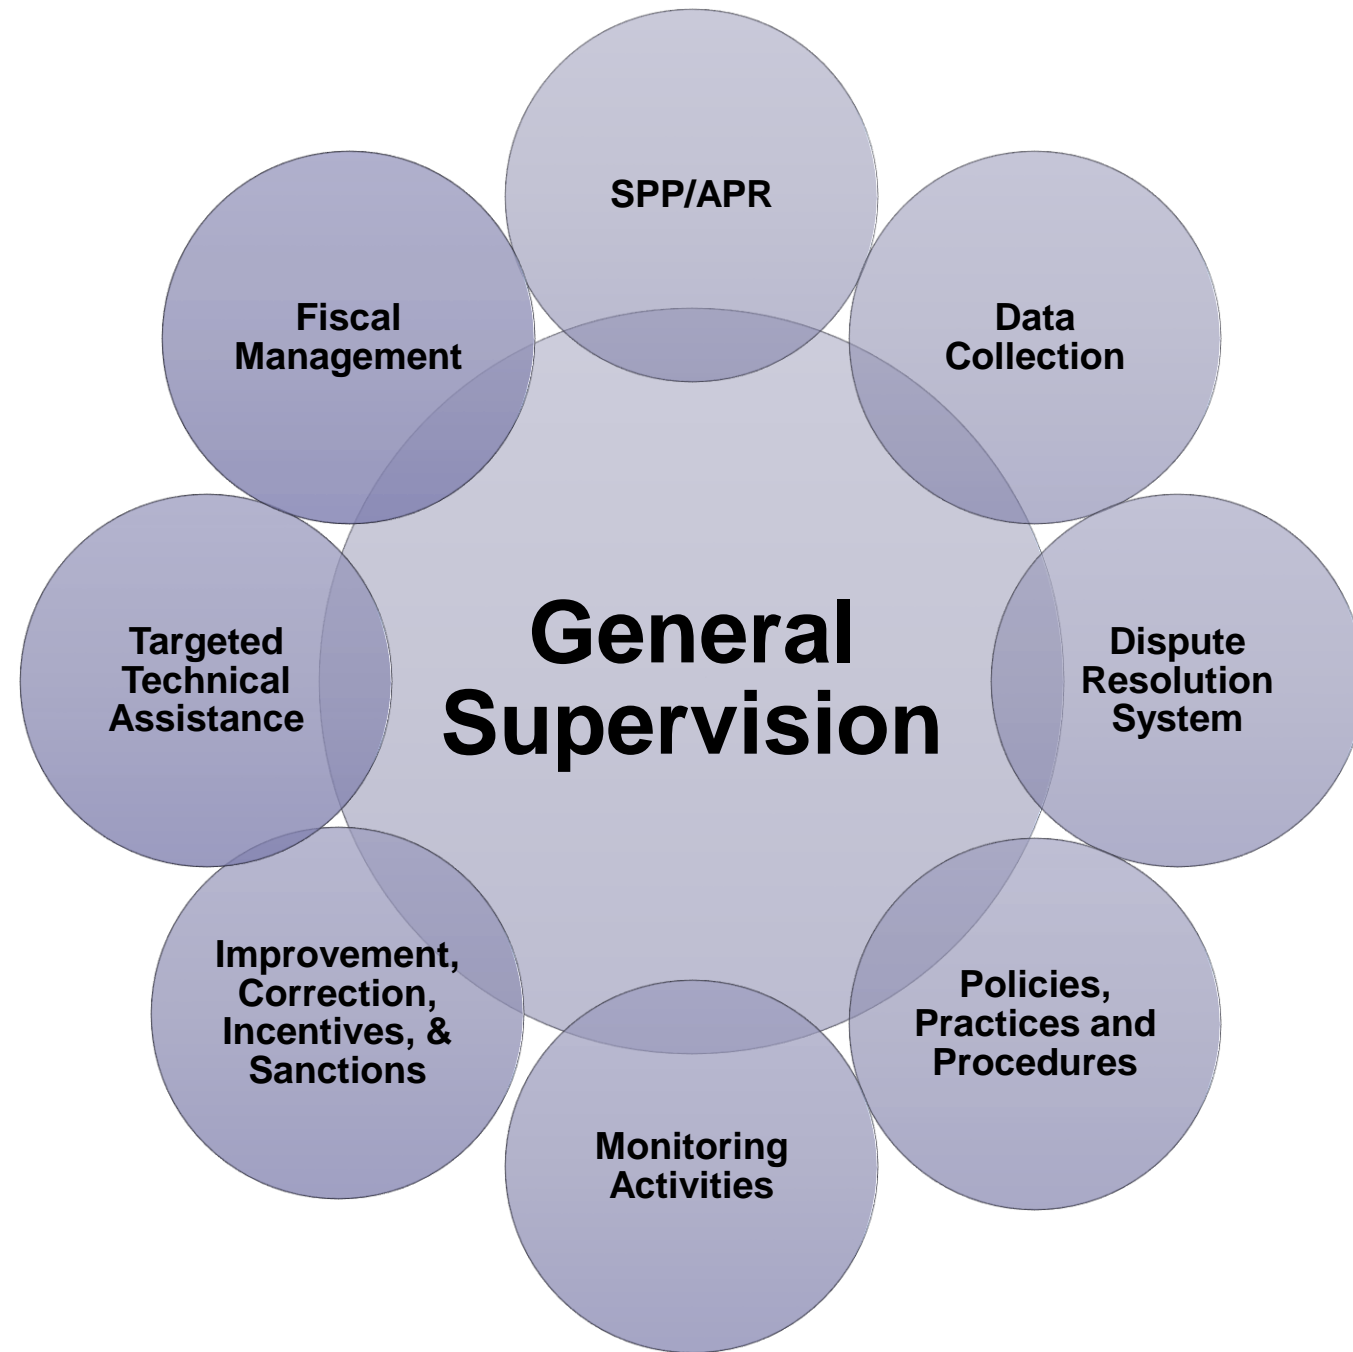 SPP/APR
Data
Collection
Dispute
Resolution
System
Policies,
Practices and
Procedures
Monitoring
Activities
Improvement,
Correction,
Incentives, &
Sanctions
Targeted
Technical
Assistance
Fiscal
Management
General
Supervision